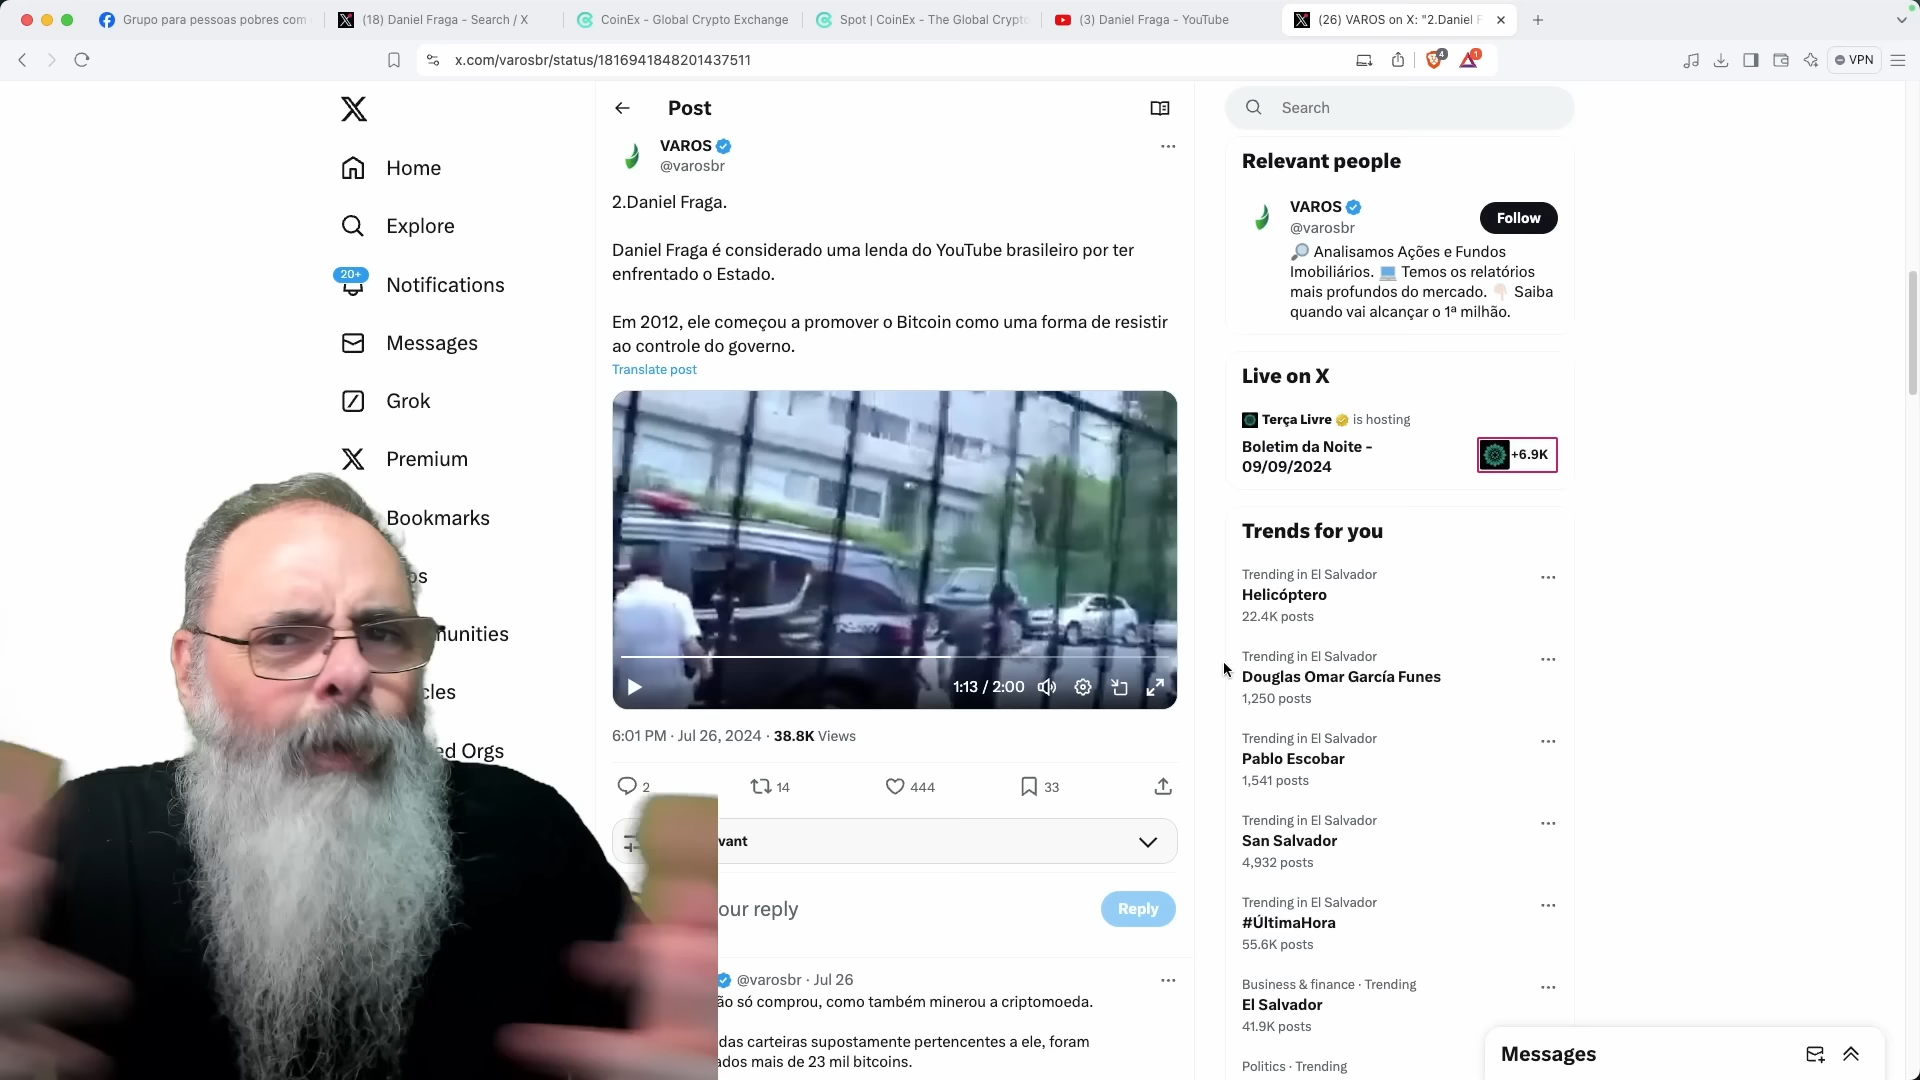 Grupo para pessoas pobres com
(18) Daniel Fraga - Search / X
CoinEx - Global Crypto Exchange
Spot | CoinEx - The Global Crypto
(3) Daniel Fraga - YouTube
(26) VAROS on X: "2.Daniel F
x.com/varosbr/status/1816941848201437511
4
1
VPN
Home
Explore
20+
Notifications
Messages
Grok
Premium
Bookmarks
os
munities
cles
ed Orgs
Post
VAROS
@varosbr
2.Daniel Fraga.
Daniel Fraga é considerado uma lenda do YouTube brasileiro por ter
enfrentado o Estado.
Em 2012, ele começou a promover o Bitcoin como uma forma de resistir
ao controle do governo.
Translate post
1:13 / 2:00
6:01 PM · Jul 26, 2024 · 38.8K Views
2
14
444
33
vant
our reply
Reply
@varosbr · Jul 26
ão só comprou, como também minerou a criptomoeda.
das carteiras supostamente pertencentes a ele, foram
ados mais de 23 mil bitcoins.
Search
Relevant people
VAROS
@varosbr
Follow
Analisamos Ações e Fundos
Imobiliários. Temos os relatórios
mais profundos do mercado. Saiba
quando vai alcançar o 1ª milhão.
Live on X
Terça Livre is hosting
Boletim da Noite -
09/09/2024
+6.9K
Trends for you
Trending in El Salvador
Helicóptero
22.4K posts
Trending in El Salvador
Douglas Omar García Funes
1,250 posts
Trending in El Salvador
Pablo Escobar
1,541 posts
Trending in El Salvador
San Salvador
4,932 posts
Trending in El Salvador
#ÚltimaHora
55.6K posts
Business & finance · Trending
El Salvador
41.9K posts
Politics · Trending
Messages